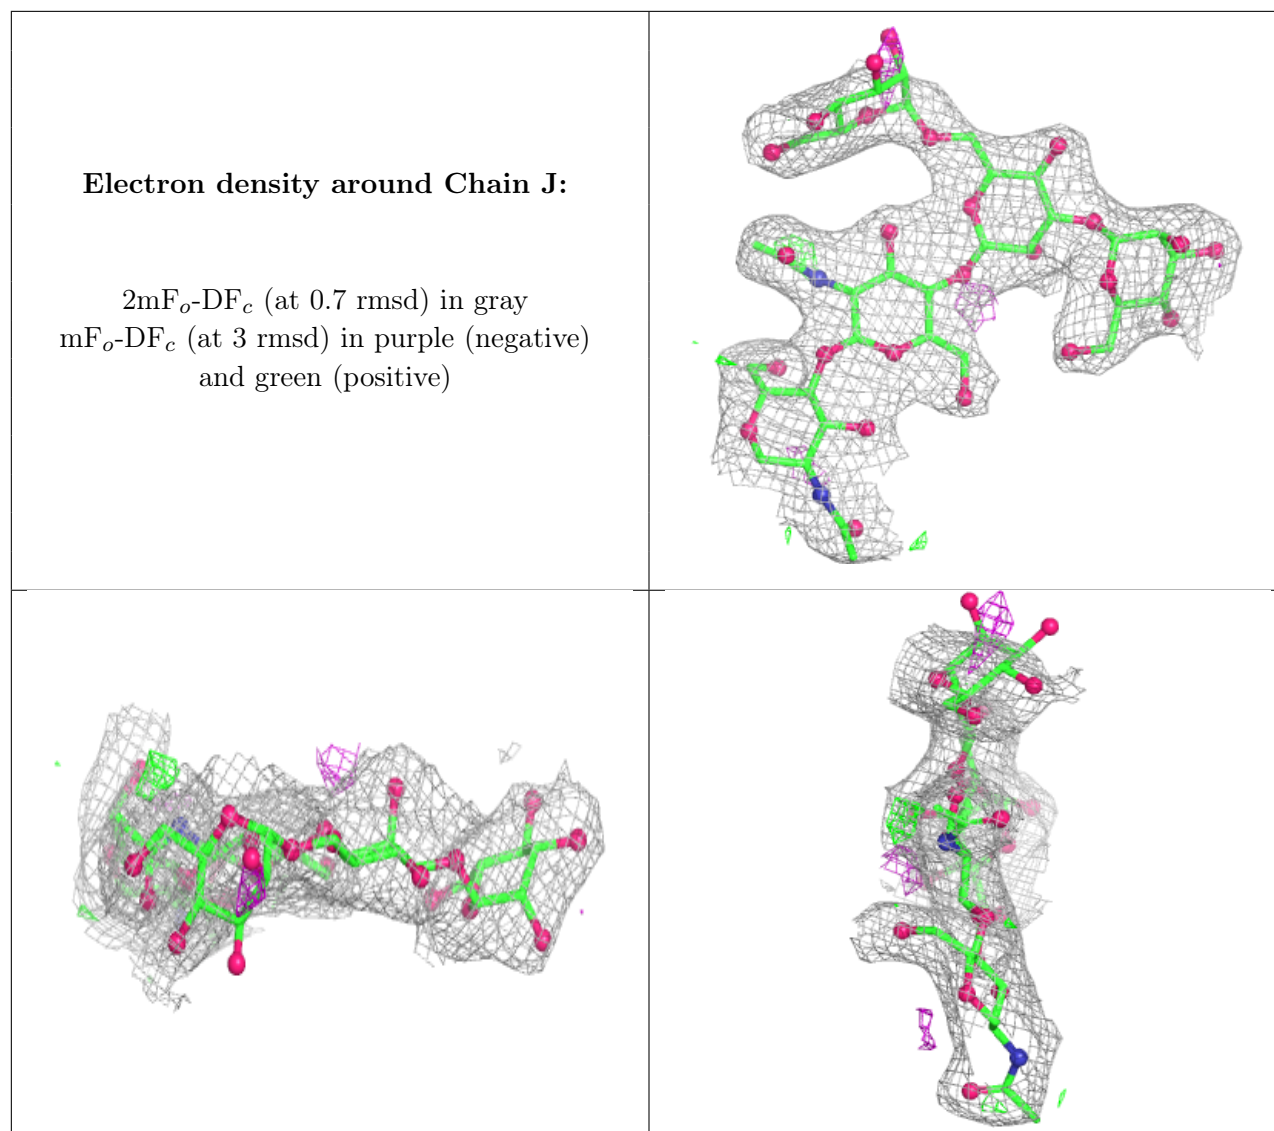 Electron density around Chain J:
2mFo-DFc (at 0.7 rmsd) in gray
mFo-DFc (at 3 rmsd) in purple (negative)
and green (positive)